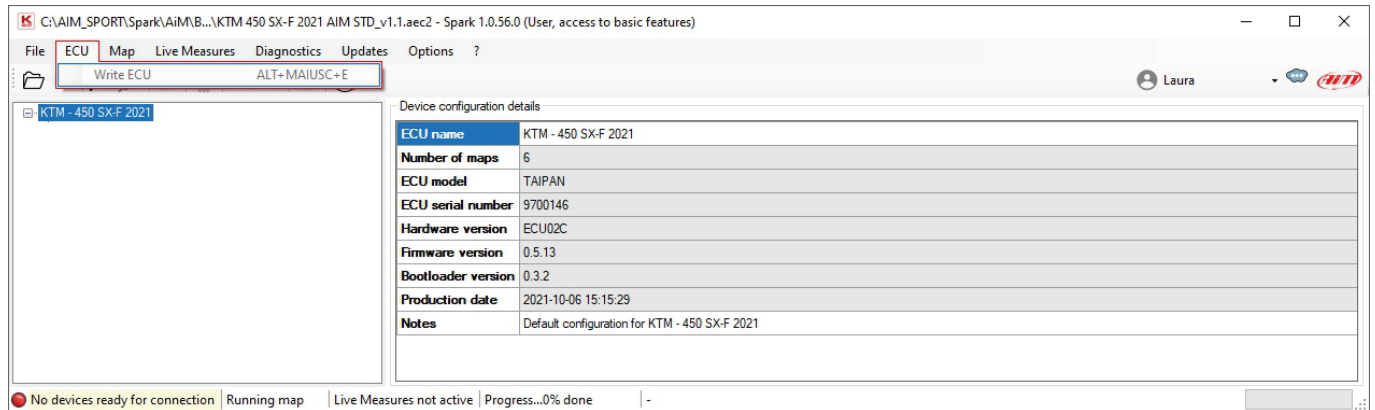 C:\AIM_SPORT\Spark\AiM\B...\KTM 450 SX-F 2021 AIM STD_v1.1.aec2 - Spark 1.0.56.0 (User, access to basic features)
File ECU Map Live Measures Diagnostics Updates Options ?
Write ECU ALT+MAIUSC+E
Laura
AiM
KTM - 450 SX-F 2021
Device configuration details
ECU name KTM - 450 SX-F 2021
Number of maps 6
ECU model TAIPAN
ECU serial number 9700146
Hardware version ECU02C
Firmware version 0.5.13
Bootloader version 0.3.2
Production date 2021-10-06 15:15:29
Notes Default configuration for KTM - 450 SX-F 2021
No devices ready for connection Running map Live Measures not active Progress...0% done -